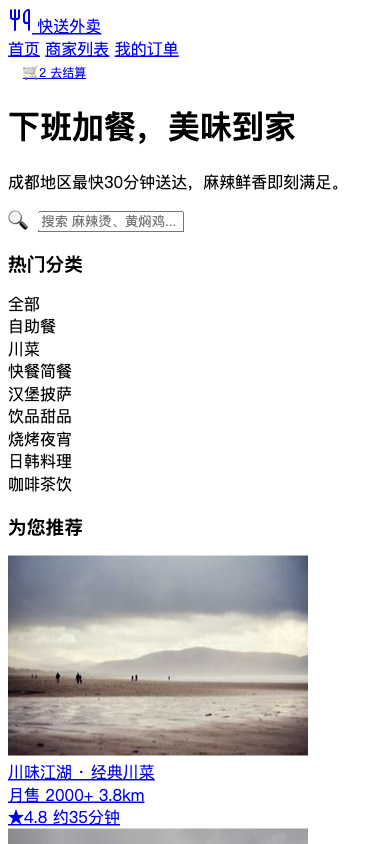 快送外卖
首页 商家列表 我的订单
🛒2 去结算
下班加餐，美味到家
成都地区最快30分钟送达，麻辣鲜香即刻满足。
搜索 麻辣烫、黄焖鸡...
热门分类
全部
自助餐
川菜
快餐简餐
汉堡披萨
饮品甜品
烧烤夜宵
日韩料理
咖啡茶饮
为您推荐
川味江湖 · 经典川菜
月售 2000+ 3.8km
★4.8 约35分钟